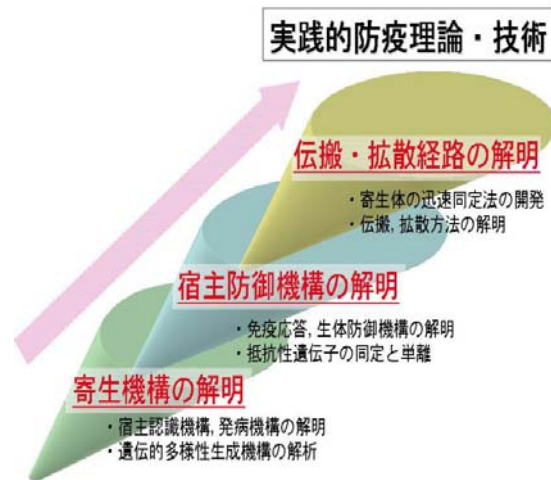 実践的防疫理論・技術
伝搬・拡散経路の解明
・寄生体の迅速同定法の開発
・伝搬, 拡散方法の解明
宿主防御機構の解明
・免疫応答, 生体防御機構の解明
・抵抗性遺伝子の同定と単離
寄生機構の解明
・宿主認識機構, 発病機構の解明
・遺伝的多様性生成機構の解析